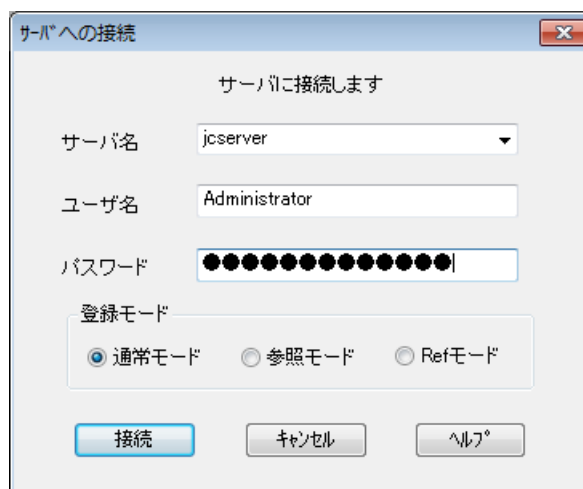 ｻｰﾊﾞへの接続
サーバに接続します
サーバ名 jcserver
ユーザ名 Administrator
パスワード ●●●●●●●●●●●●●
登録モード
通常モード 参照モード Refモード
接続 ｷｬﾝｾﾙ ﾍﾙﾌﾟ